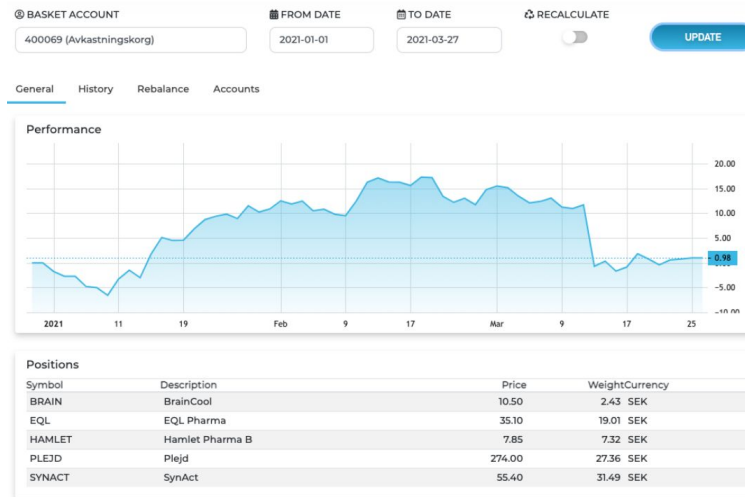 BASKET ACCOUNT FROM DATE TO DATE RECALCULATE
400069 (Avkastningskorg) 2021-01-01 2021-03-27 UPDATE
General History Rebalance Accounts
Performance
20.00
15.00
10.00
5.00
0.98
-5.00
-10.00
2021 11 19 Feb 9 17 Mar 9 17 25
Positions
Symbol Description Price Weight Currency
BRAIN BrainCool 10.50 2.43 SEK
EQL EQL Pharma 35.10 19.01 SEK
HAMLET Hamlet Pharma B 7.85 7.32 SEK
PLEJD Plejd 274.00 27.36 SEK
SYNACT SynAct 55.40 31.49 SEK